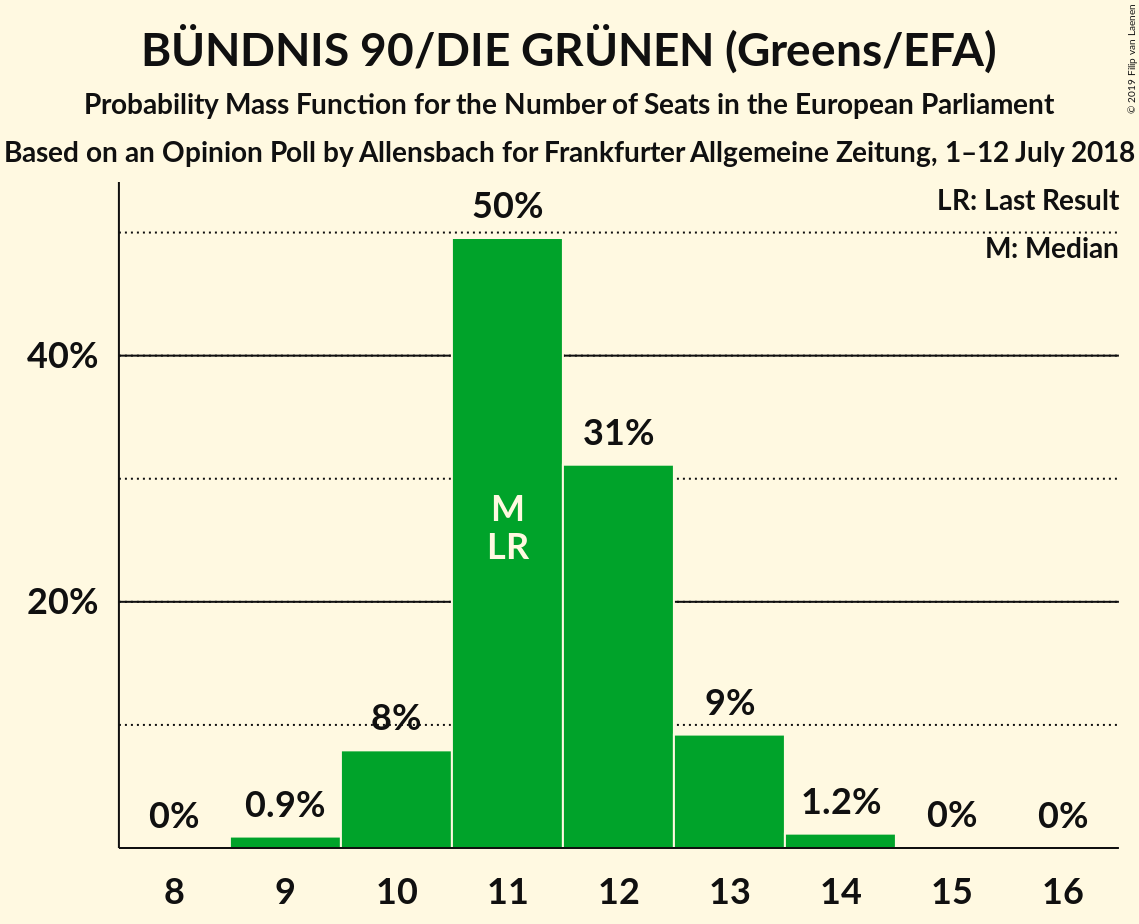 BÜNDNIS 90/DIE GRÜNEN (Greens/EFA)
Probability Mass Function for the Number of Seats in the European Parliament
Based on an Opinion Poll by Allensbach for Frankfurter Allgemeine Zeitung, 1–12 July 2018
© 2019 Filip van Laenen
LR: Last Result
M: Median
50%
40%
31%
M
LR
20%
8%
9%
0%
0.9%
1.2%
0%
0%
8 9 10 11 12 13 14 15 16